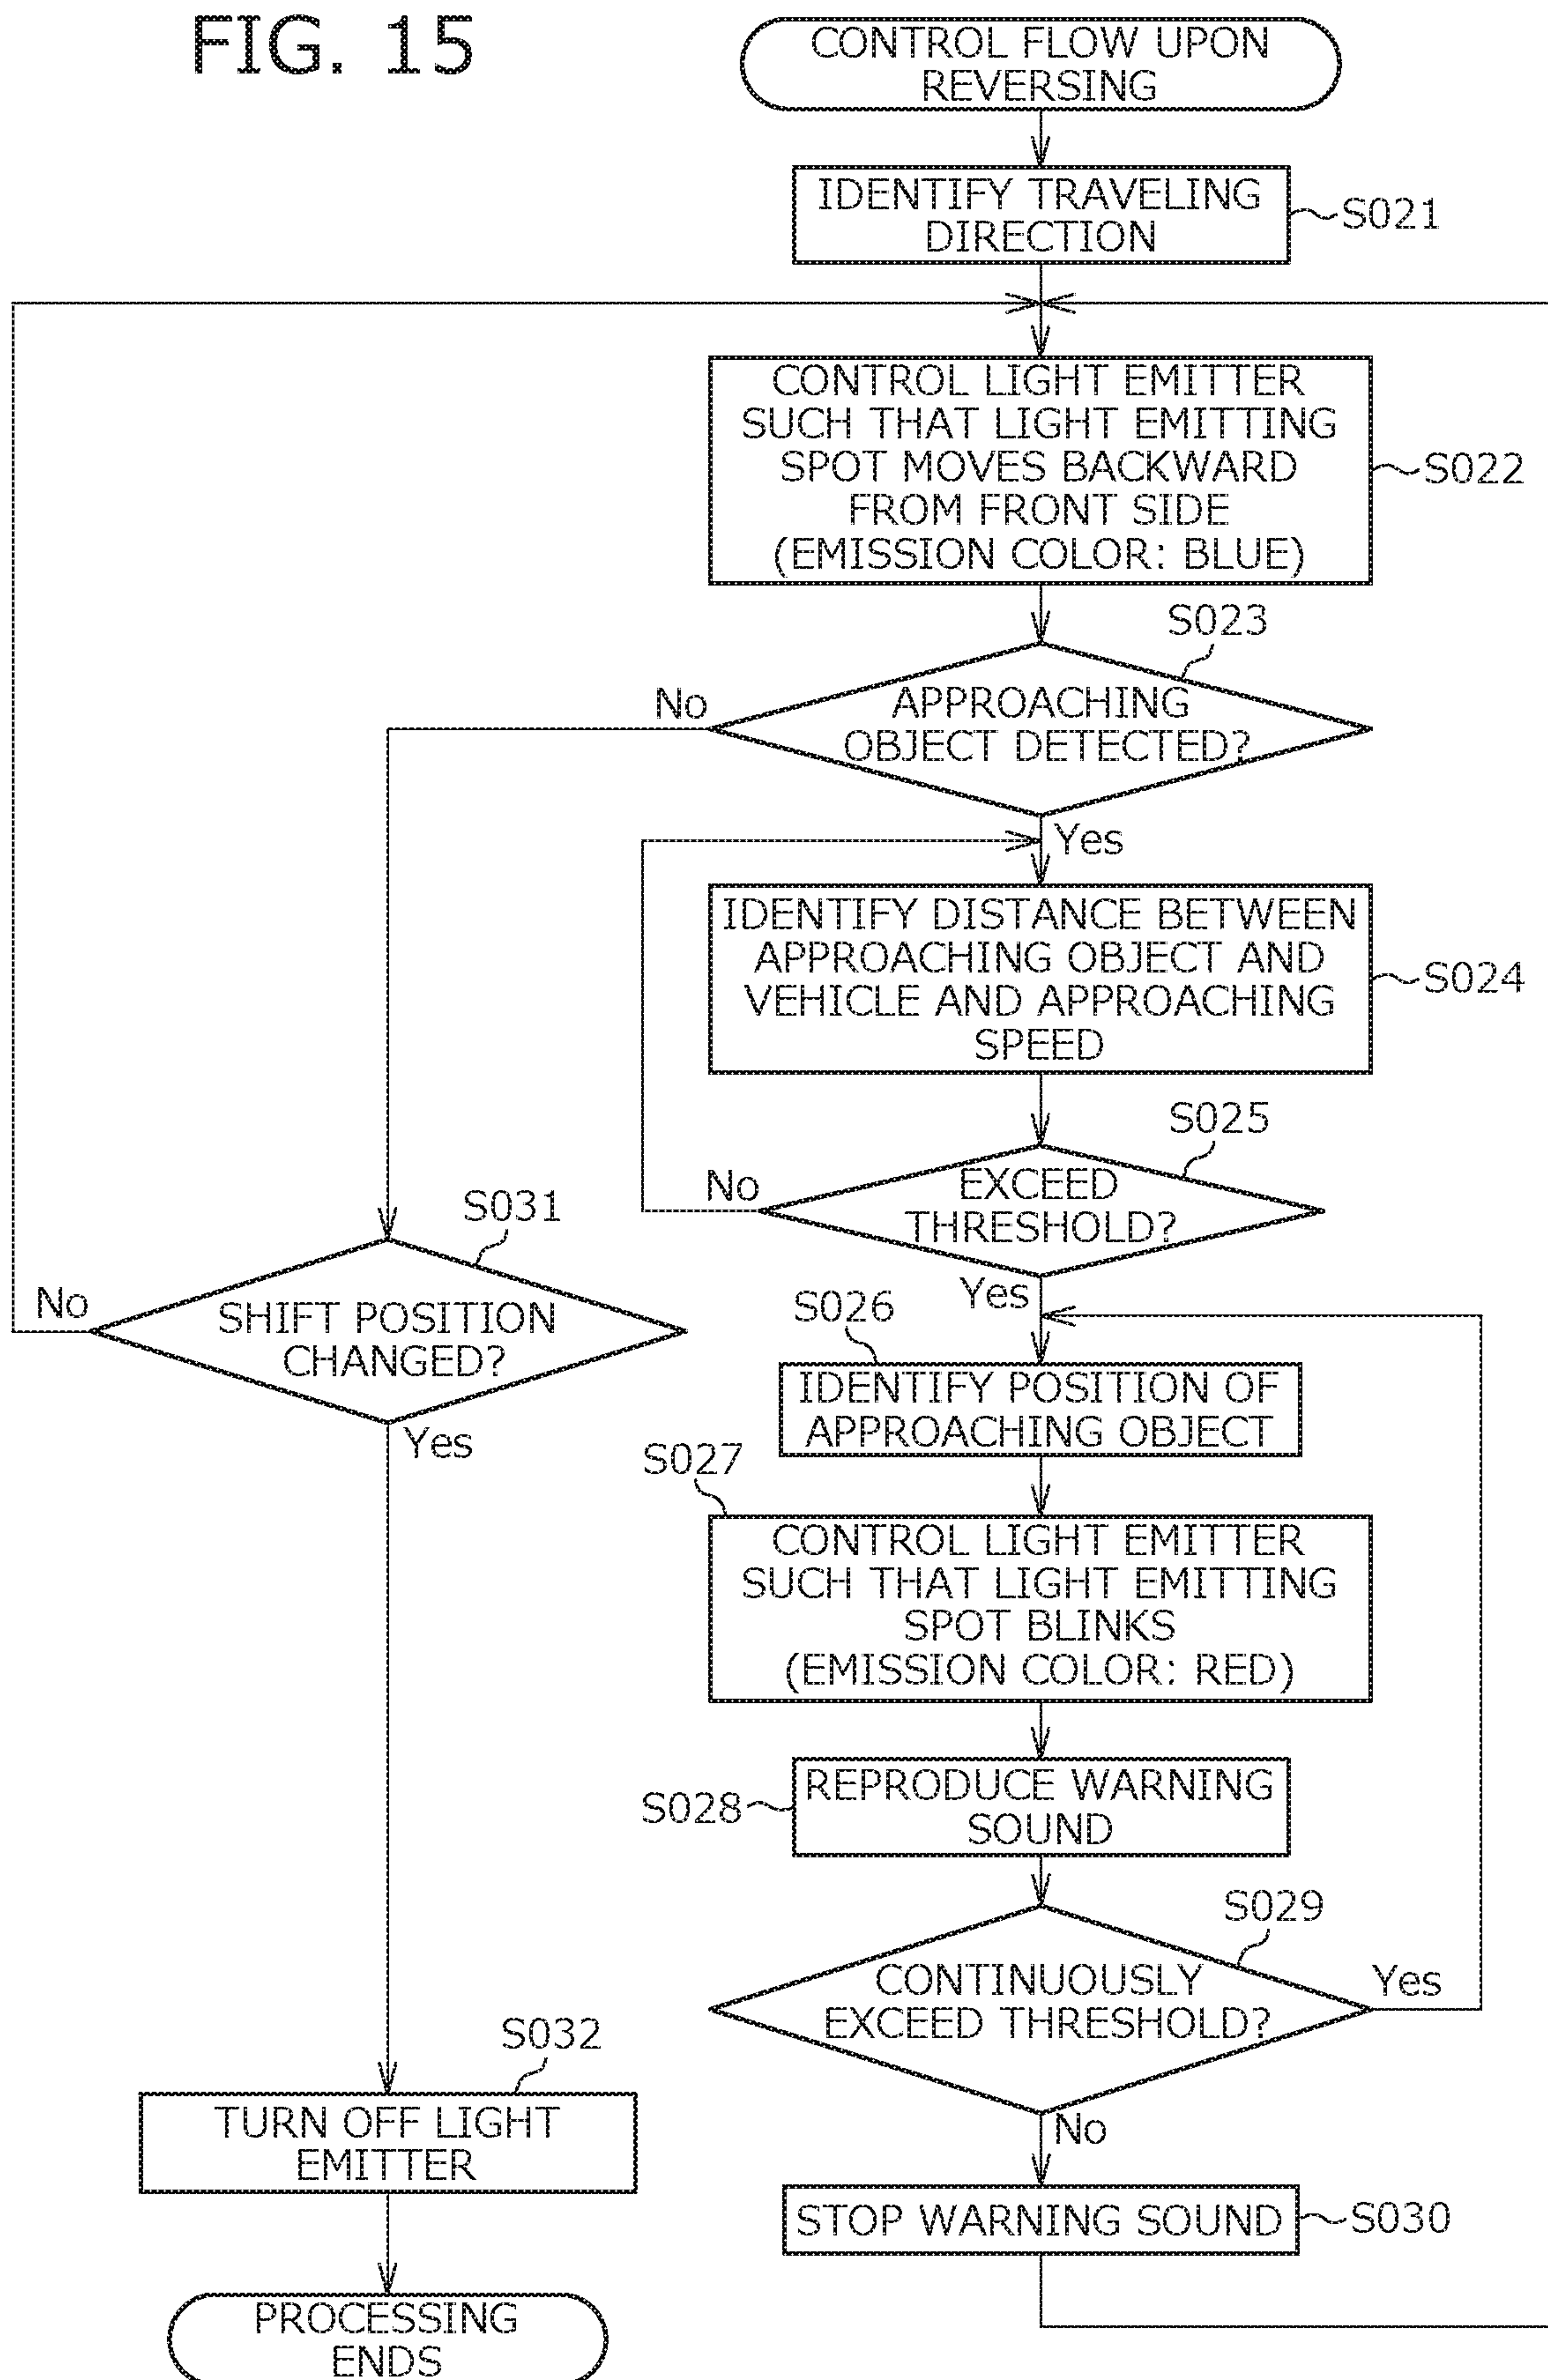 FIG. 15
CONTROL FLOW UPON
REVERSING
IDENTIFY TRAVELING
DIRECTION
S021
CONTROL LIGHT EMITTER
SUCH THAT LIGHT EMITTING
SPOT MOVES BACKWARD
FROM FRONT SIDE
(EMISSION COLOR: BLUE)
S022
S023
No
APPROACHING
OBJECT DETECTED?
Yes
IDENTIFY DISTANCE BETWEEN
APPROACHING OBJECT AND
VEHICLE AND APPROACHING
SPEED
S024
S025
No
EXCEED
THRESHOLD?
Yes
S031
No
SHIFT POSITION
CHANGED?
Yes
S026
IDENTIFY POSITION OF
APPROACHING OBJECT
S027
CONTROL LIGHT EMITTER
SUCH THAT LIGHT EMITTING
SPOT BLINKS
(EMISSION COLOR: RED)
S028
REPRODUCE WARNING
SOUND
S029
CONTINUOUSLY
EXCEED THRESHOLD?
Yes
No
S032
TURN OFF LIGHT
EMITTER
STOP WARNING SOUND
S030
PROCESSING
ENDS